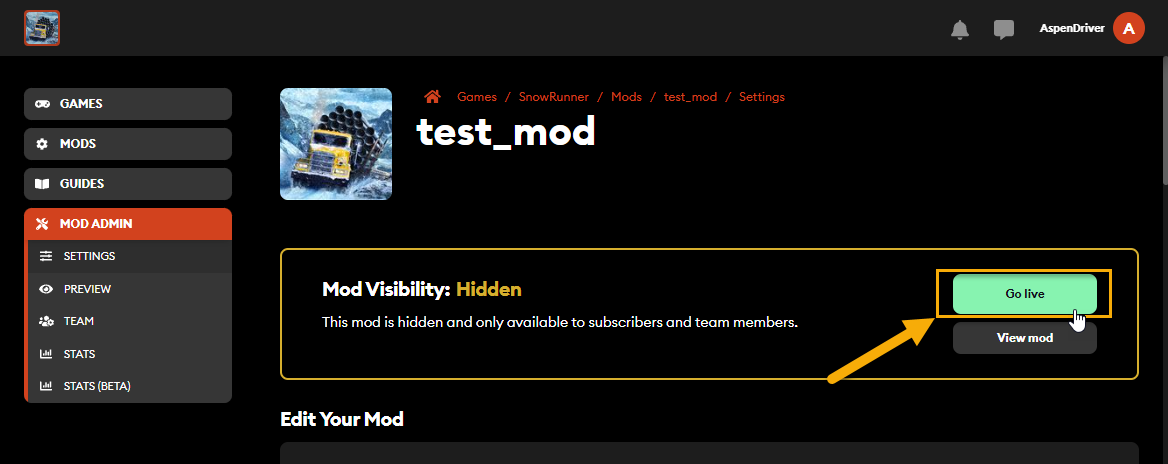 AspenDriver A
GAMES
MODS
GUIDES
MOD ADMIN
SETTINGS
PREVIEW
TEAM
STATS
STATS (BETA)
Games / SnowRunner / Mods / test_mod / Settings
test_mod
Mod Visibility: Hidden
This mod is hidden and only available to subscribers and team members.
Go live
View mod
Edit Your Mod